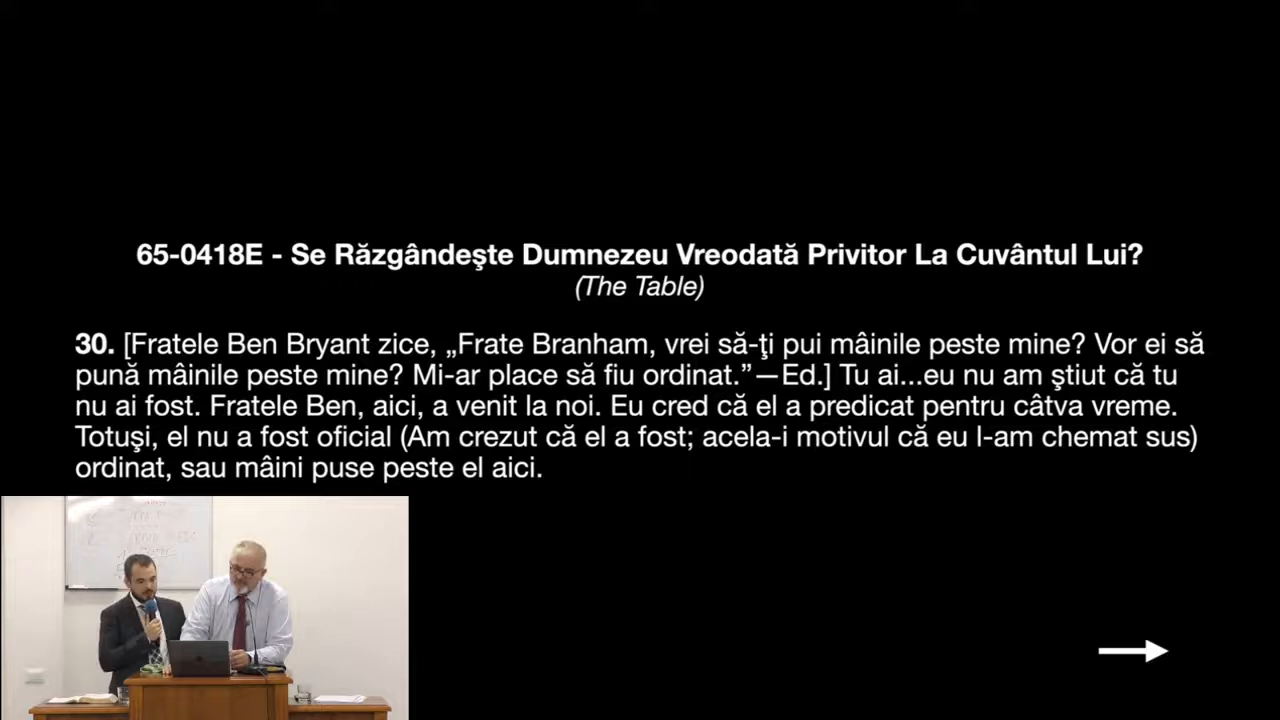 65-0418E - Se Răzgândeşte Dumnezeu Vreodată Privitor La Cuvântul Lui?
(The Table)
30. [Fratele Ben Bryant zice, „Frate Branham, vrei să-ţi pui mâinile peste mine? Vor ei să
pună mâinile peste mine? Mi-ar place să fiu ordinat.”—Ed.] Tu ai...eu nu am ştiut că tu
nu ai fost. Fratele Ben, aici, a venit la noi. Eu cred că el a predicat pentru câtva vreme.
Totuşi, el nu a fost oficial (Am crezut că el a fost; acela-i motivul că eu l-am chemat sus)
ordinat, sau mâini puse peste el aici.